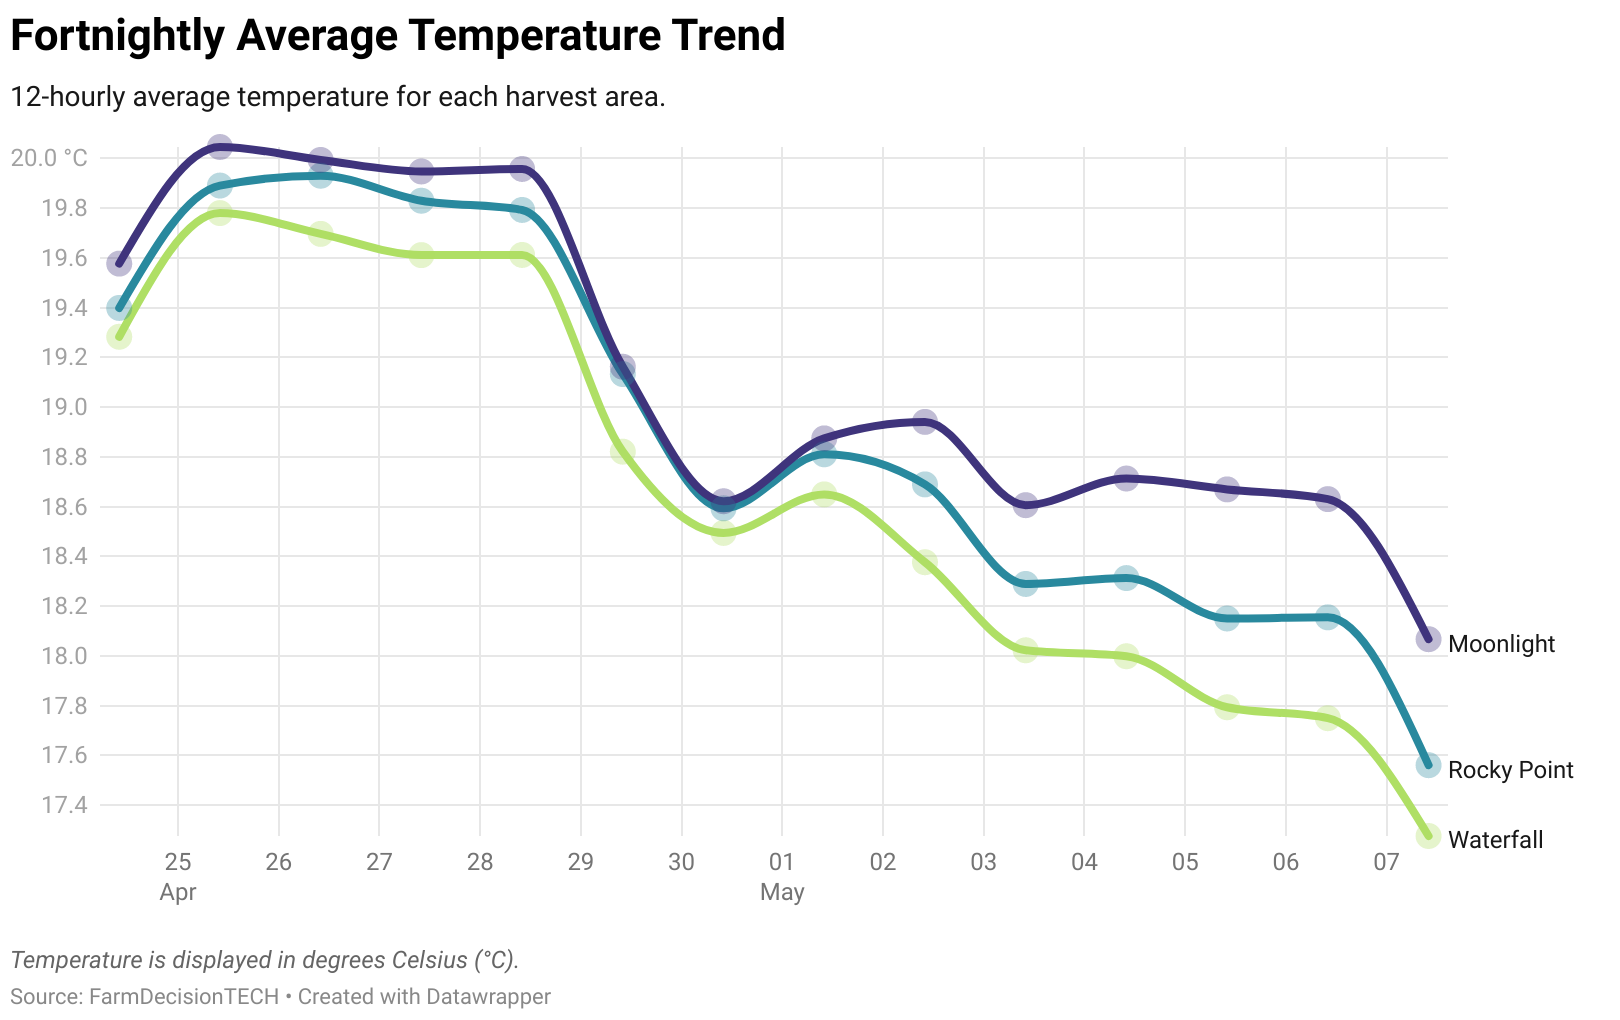 Fortnightly Average Temperature Trend
12-hourly average temperature for each harvest area.
20.0 °C
19.8
19.6
19.4
19.2
19.0
18.8
18.6
18.4
18.2
18.0
17.8
17.6
17.4
Moonlight
Rocky Point
Waterfall
25 26 27 28 29 30 01 02 03 04 05 06 07
Apr May
Temperature is displayed in degrees Celsius (°C).
Source: FarmDecisionTECH • Created with Datawrapper